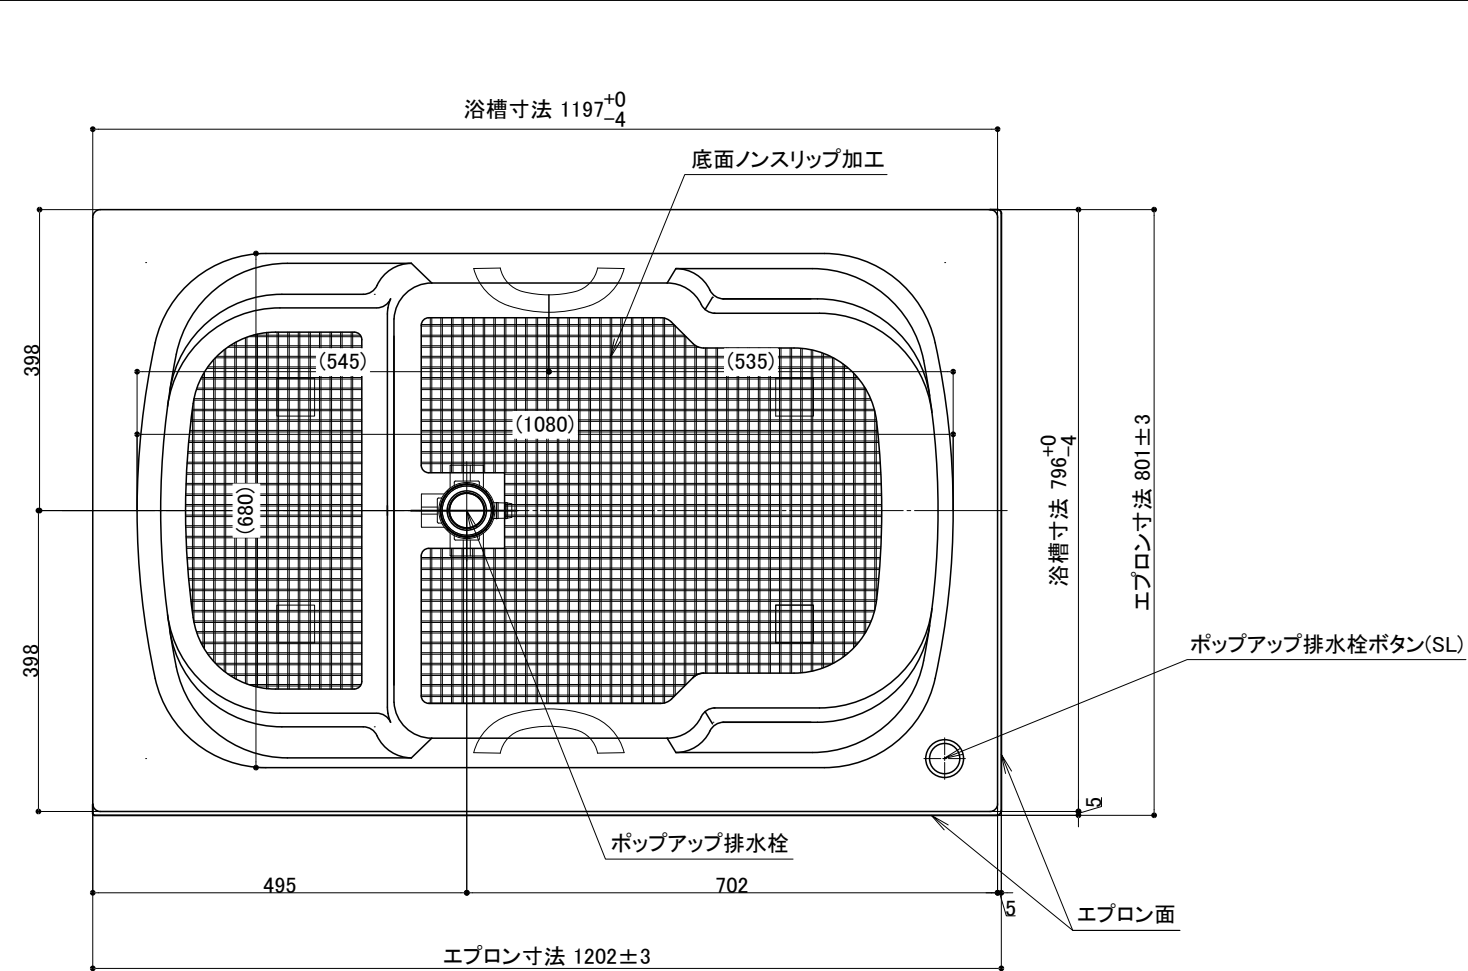 浴槽寸法 1197+0 -4
底面ノンスリップ加工
398
(545)
(535)
(1080)
(680)
浴槽寸法 796+0 -4
エプロン寸法 801±3
398
ポップアップ排水栓ボタン(SL)
5
ポップアップ排水栓
495
702
5
エプロン面
エプロン寸法 1202±3